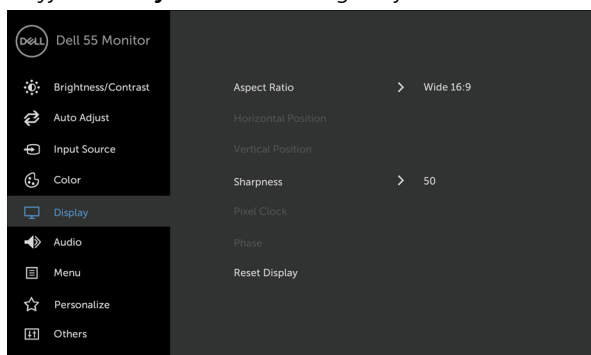 DELL Dell 55 Monitor
Brightness/Contrast
Auto Adjust
Input Source
Color
Display
Audio
Menu
Personalize
Others
Aspect Ratio > Wide 16:9
Horizontal Position
Vertical Position
Sharpness > 50
Pixel Clock
Phase
Reset Display